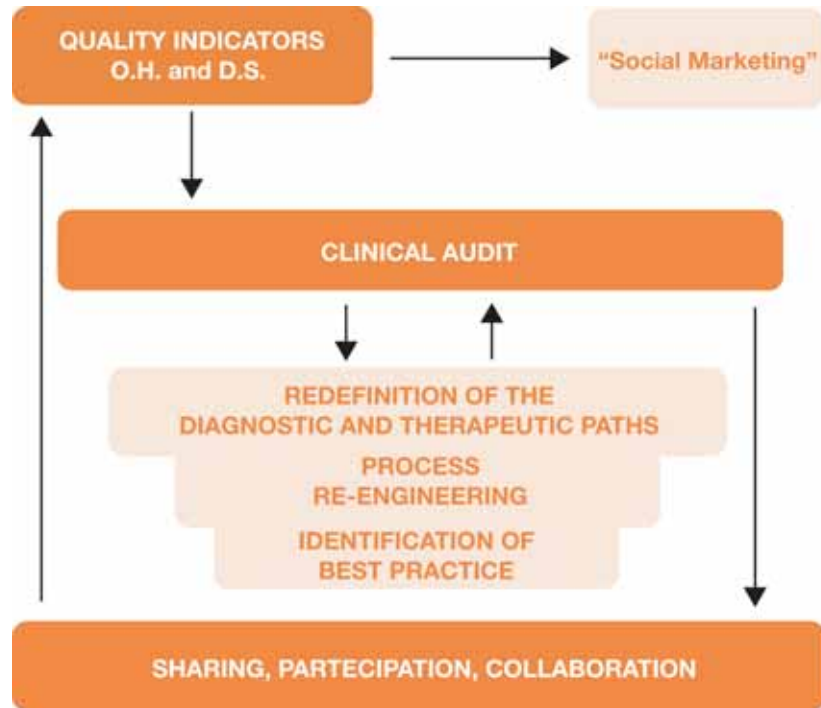 QUALITY INDICATORS
O.H. and D.S.
“Social Marketing”
CLINICAL AUDIT
REDEFINITION OF THE
DIAGNOSTIC AND THERAPEUTIC PATHS
PROCESS
RE-ENGINEERING
IDENTIFICATION OF
BEST PRACTICE
SHARING, PARTECIPATION, COLLABORATION